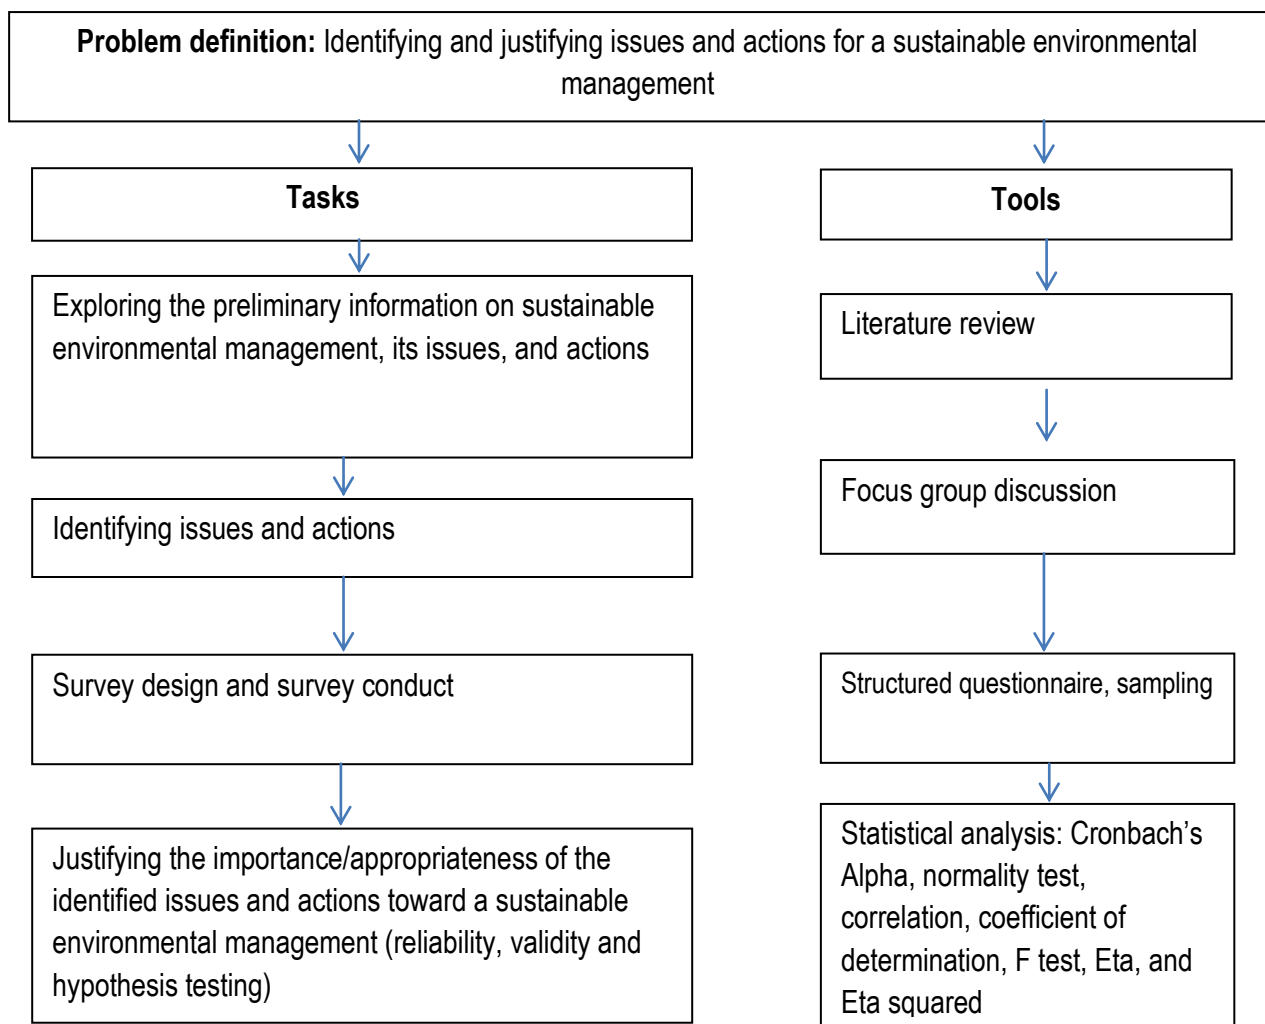 Problem definition: Identifying and justifying issues and actions for a sustainable environmental
management
Tasks
Tools
Exploring the preliminary information on sustainable
environmental management, its issues, and actions
Literature review
Identifying issues and actions
Focus group discussion
Survey design and survey conduct
Structured questionnaire, sampling
Justifying the importance/appropriateness of the
identified issues and actions toward a sustainable
environmental management (reliability, validity and
hypothesis testing)
Statistical analysis: Cronbach’s
Alpha, normality test,
correlation, coefficient of
determination, F test, Eta, and
Eta squared